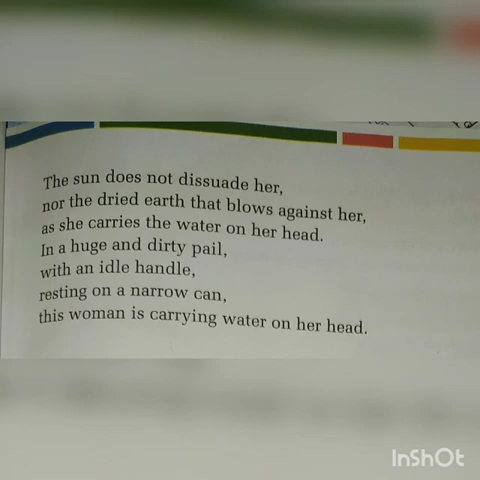 The sun does not dissuade her,
nor the dried earth that blows against her,
as she carries the water on her head.
In a huge and dirty pail,
with an idle handle,
resting on a narrow can,
this woman is carrying water on her head.
InShOt